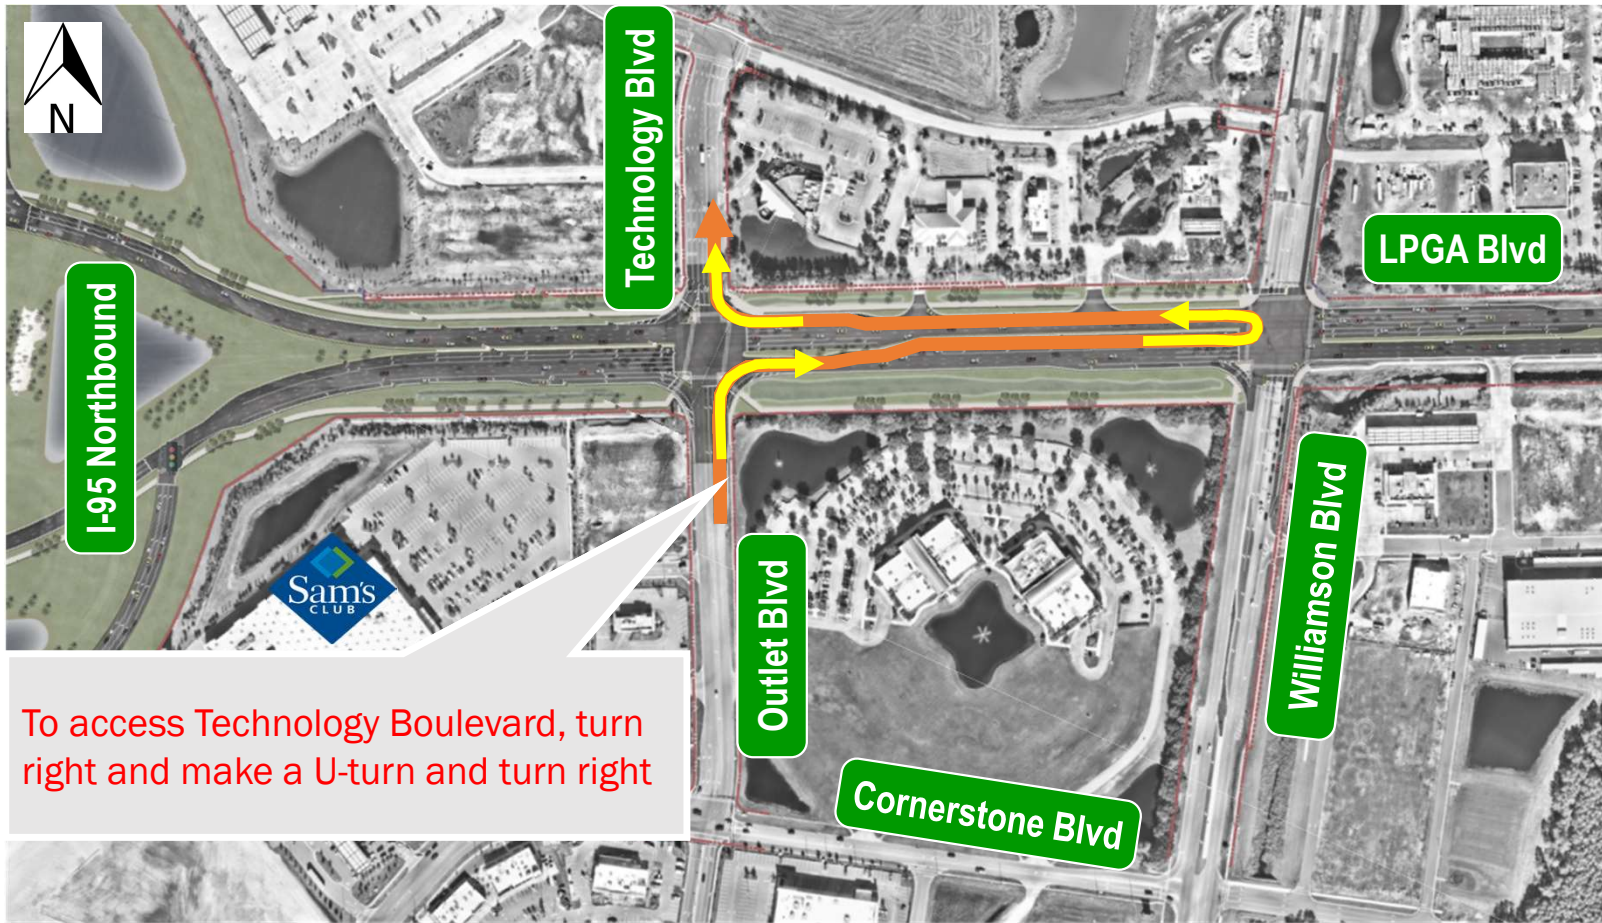 N
Technology Blvd
LPGA Blvd
I-95 Northbound
Sam's
CLUB
Outlet Blvd
Williamson Blvd
To access Technology Boulevard, turn
right and make a U-turn and turn right
Cornerstone Blvd